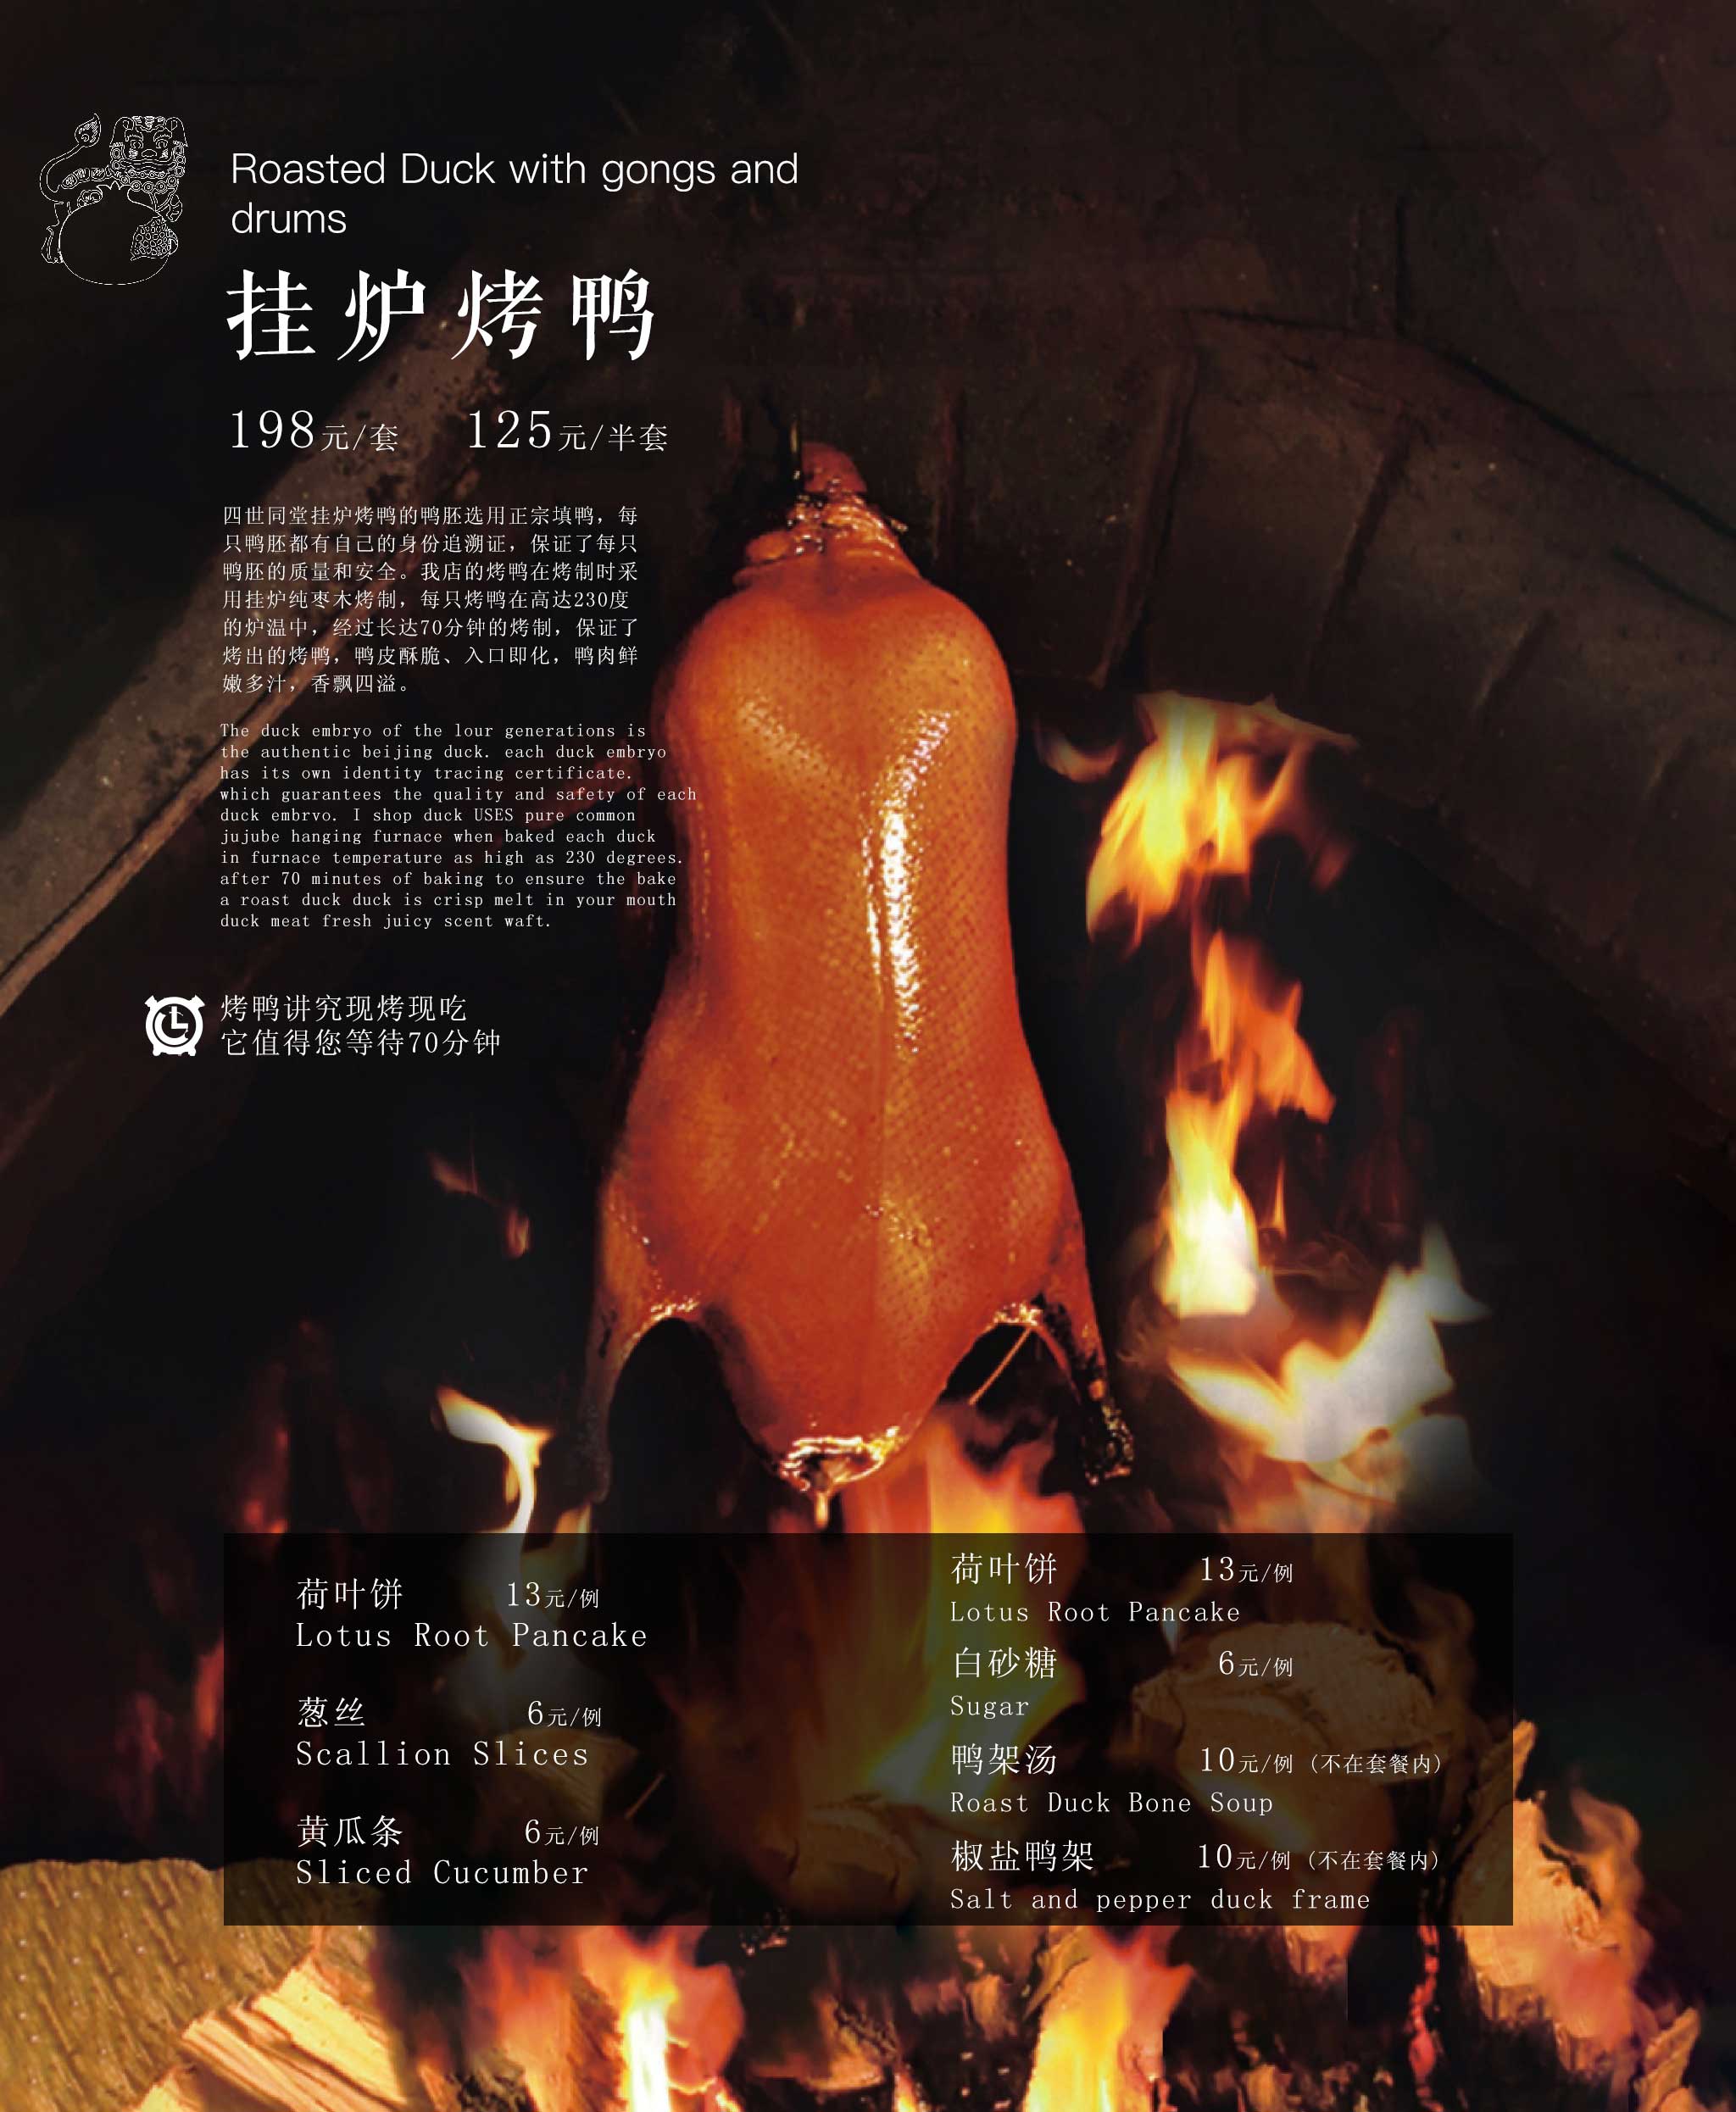 Roasted Duck with gongs and
drums
挂炉烤鸭
198元/套 125元/半套
四世同堂挂炉烤鸭的鸭胚选用正宗填鸭，每
只鸭胚都有自己的身份追溯证，保证了每只
鸭胚的质量和安全。我店的烤鸭在烤制时采
用挂炉纯枣木烤制，每只烤鸭在高达230度
的炉温中，经过长达70分钟的烤制，保证了
烤出的烤鸭，鸭皮酥脆、入口即化，鸭肉鲜
嫩多汁，香飘四溢。
The duck embryo of the lour generations is
the authentic beijing duck. each duck embryo
has its own identity tracing certificate.
which guarantees the quality and safety of each
duck embrvo. I shop duck USES pure common
jujube hanging furnace when baked each duck
in furnace temperature as high as 230 degrees.
after 70 minutes of baking to ensure the bake
a roast duck duck is crisp melt in your mouth
duck meat fresh juicy scent waft.
烤鸭讲究现烤现吃
它值得您等待70分钟
荷叶饼 13元/例
Lotus Root Pancake
葱丝 6元/例
Scallion Slices
黄瓜条 6元/例
Sliced Cucumber
荷叶饼 13元/例
Lotus Root Pancake
白砂糖 6元/例
Sugar
鸭架汤 10元/例（不在套餐内）
Roast Duck Bone Soup
椒盐鸭架 10元/例（不在套餐内）
Salt and pepper duck frame